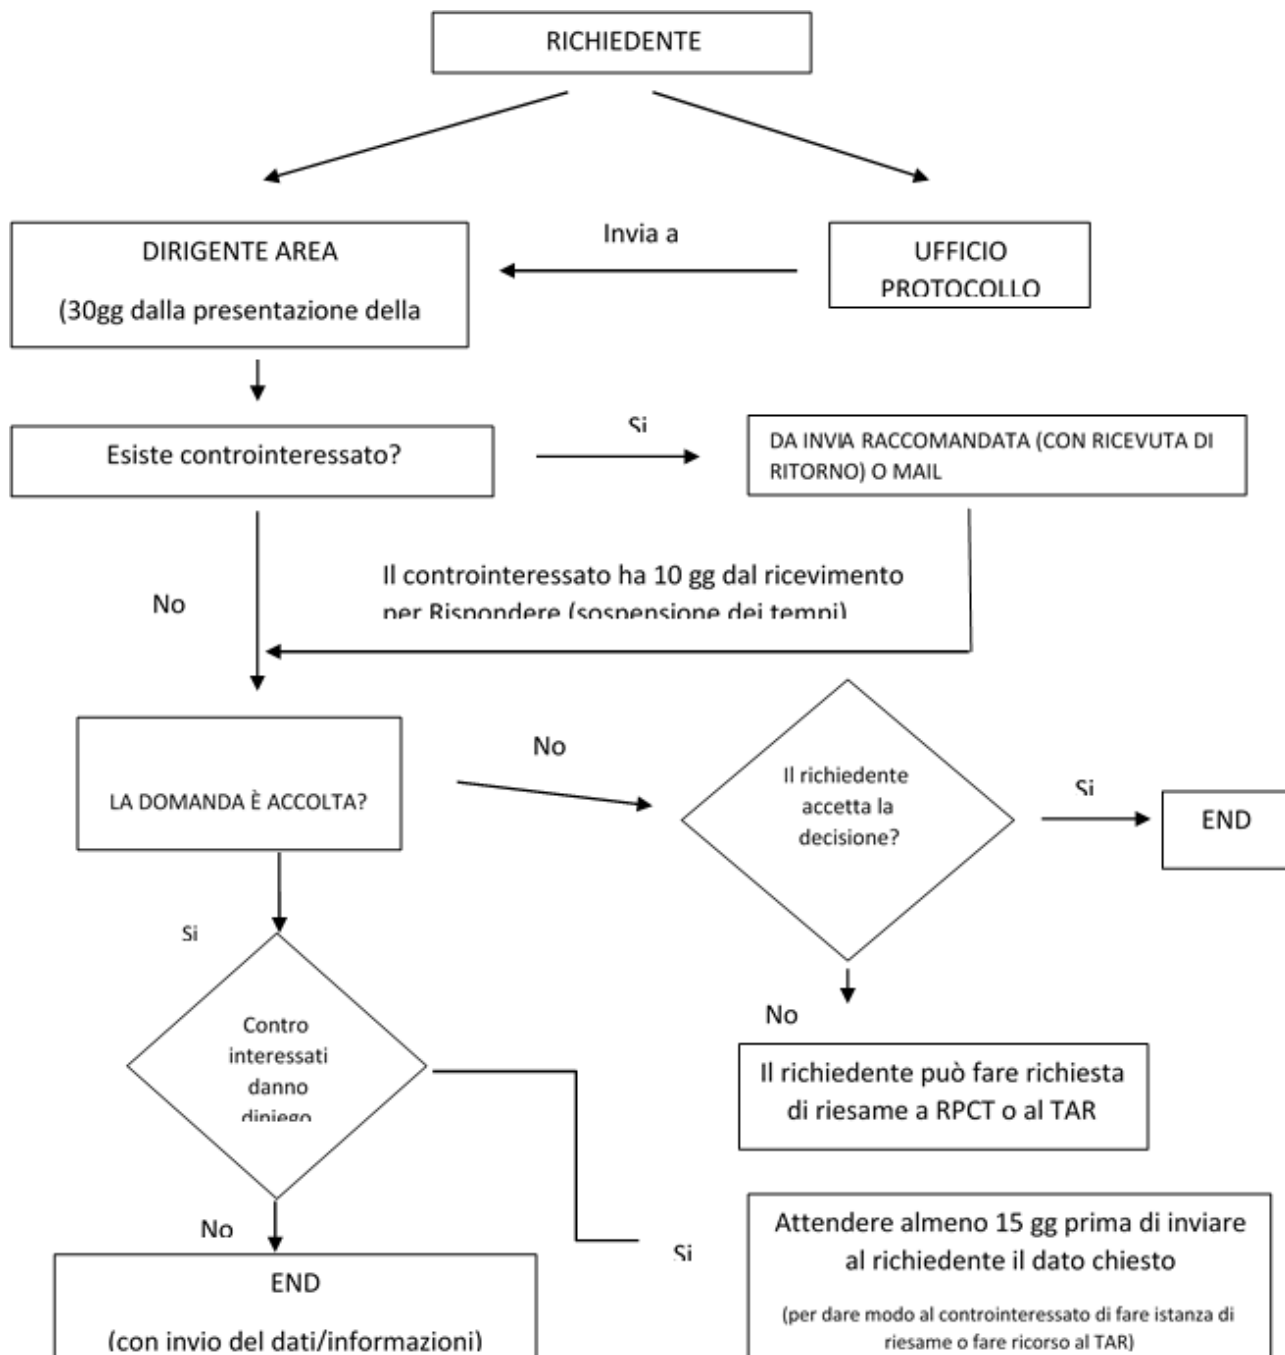 RICHIEDENTE
DIRIGENTE AREA
(30gg dalla presentazione della
Invia a
UFFICIO
PROTOCOLLO
Esiste controinteressato?
Si
DA INVIA RACCOMANDATA (CON RICEVUTA DI
RITORNO) O MAIL
No
Il controinteressato ha 10 gg dal ricevimento
per Rispondere (sospensione dei tempi)
LA DOMANDA È ACCOLTA?
No
Il richiedente
accetta la
decisione?
Si
END
Si
Contro
interessati
danno
diniego
No
Il richiedente può fare richiesta
di riesame a RPCT o al TAR
No
END
(con invio del dati/informazioni)
Si
Attendere almeno 15 gg prima di inviare
al richiedente il dato chiesto
(per dare modo al controinteressato di fare istanza di
riesame o fare ricorso al TAR)